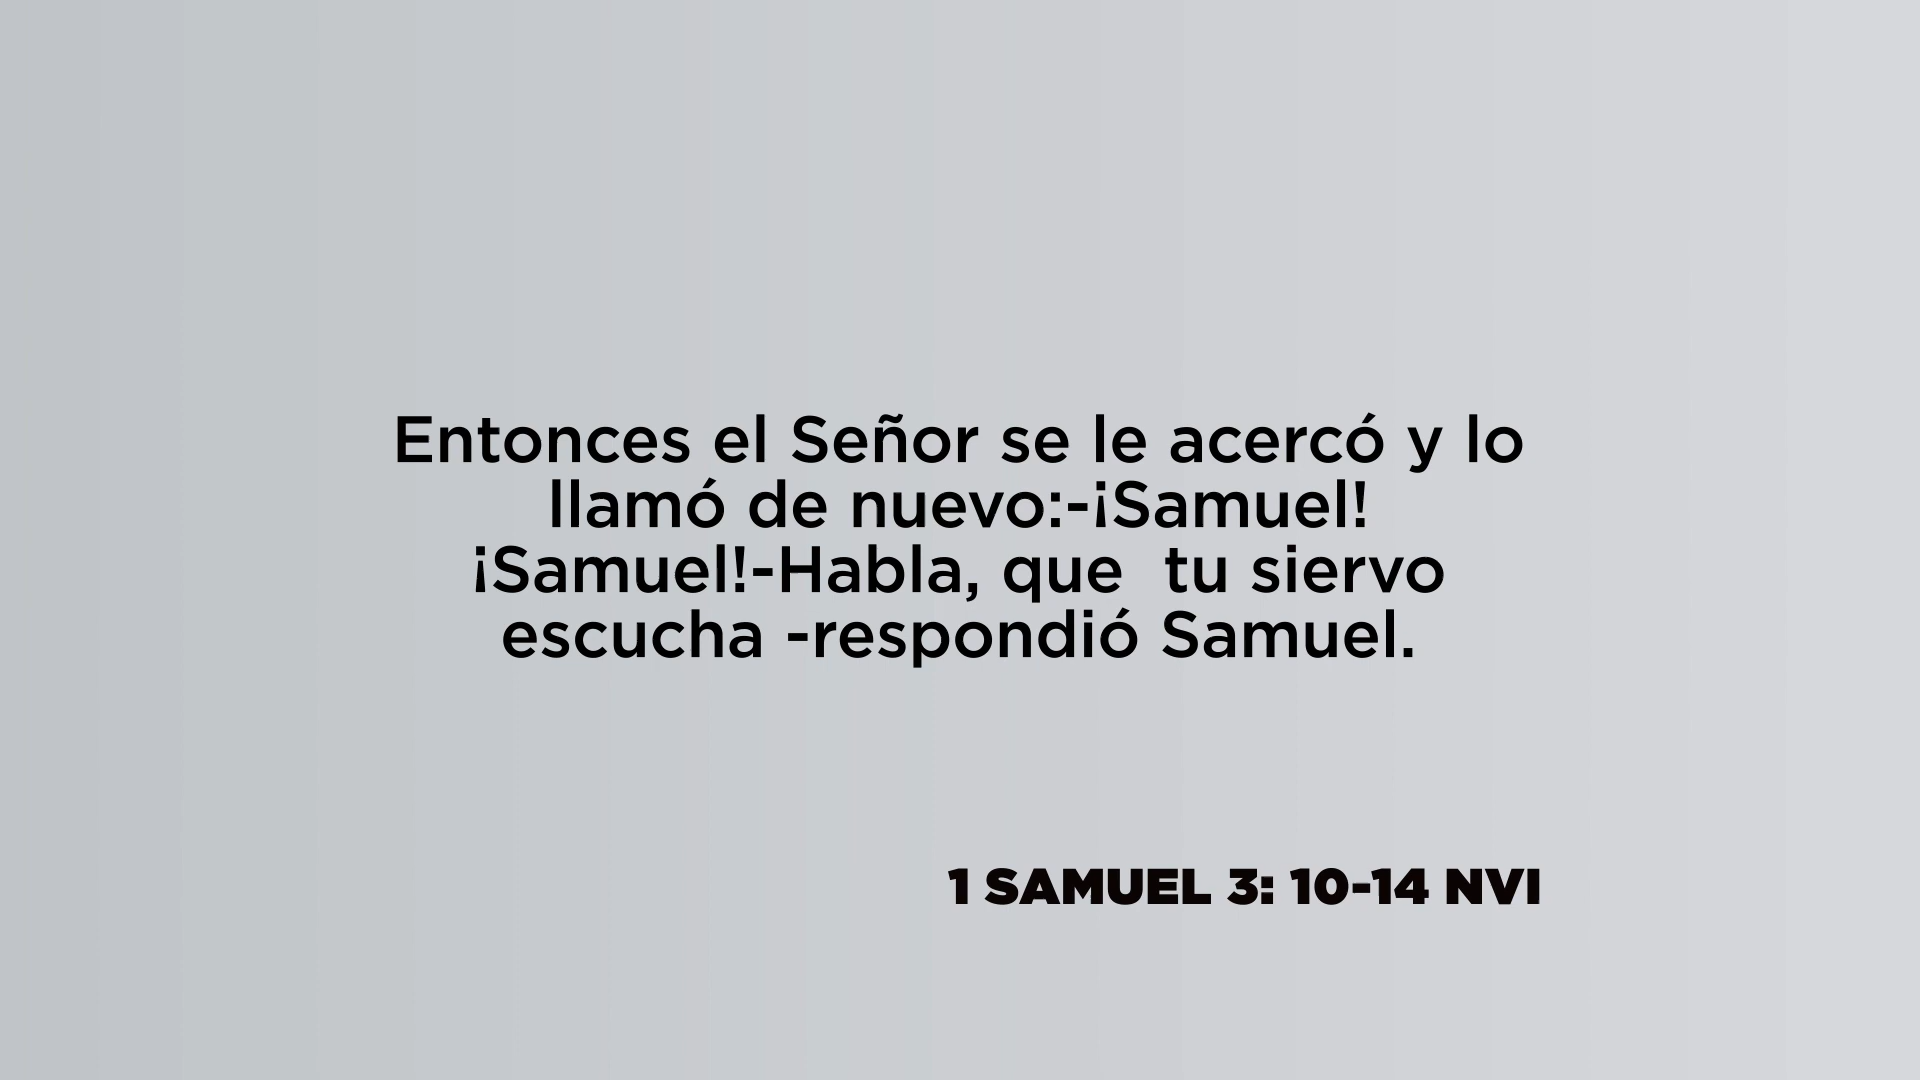 Entonces el Señor se le acercó y lo
llamó de nuevo:-¡Samuel!
¡Samuel!-Habla, que  tu siervo
escucha -respondió Samuel.
1 SAMUEL 3: 10-14 NVI